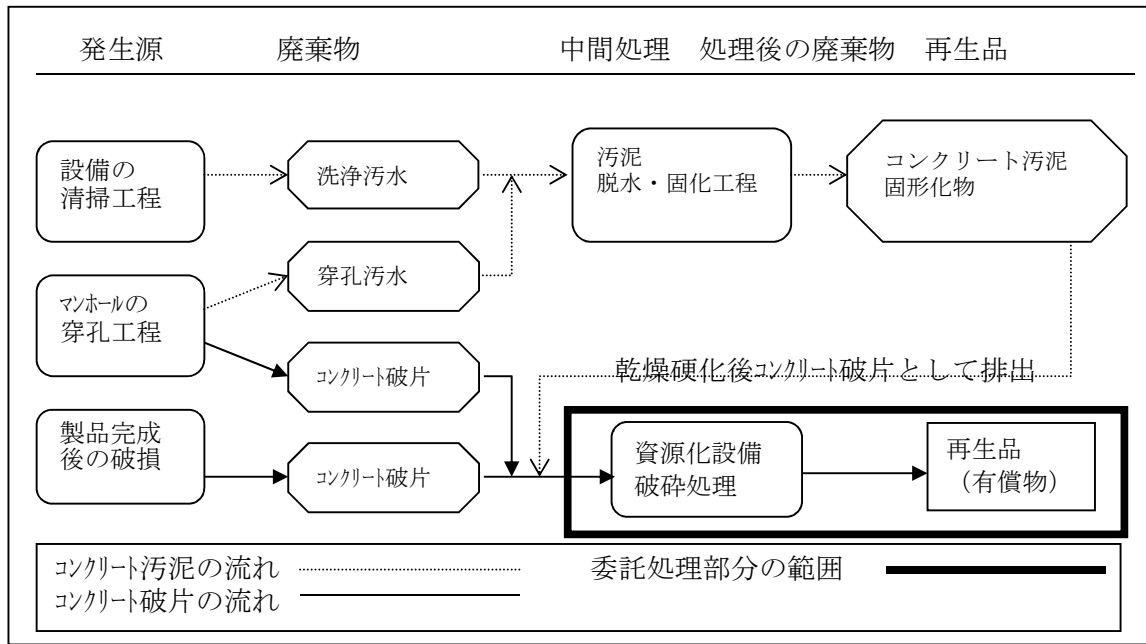 発生源 廃棄物 中間処理 処理後の廃棄物 再生品
設備の
清掃工程
洗浄汚水
汚泥
脱水・固化工程
コンクリート汚泥
固形化物
ﾏﾝﾎｰﾙの
穿孔工程
穿孔汚水
ｺﾝｸﾘｰﾄ破片
乾燥硬化後ｺﾝｸﾘｰﾄ破片として排出
製品完成
後の破損
ｺﾝｸﾘｰﾄ破片
資源化設備
破砕処理
再生品
（有償物）
ｺﾝｸﾘｰﾄ汚泥の流れ
委託処理部分の範囲
ｺﾝｸﾘｰﾄ破片の流れ